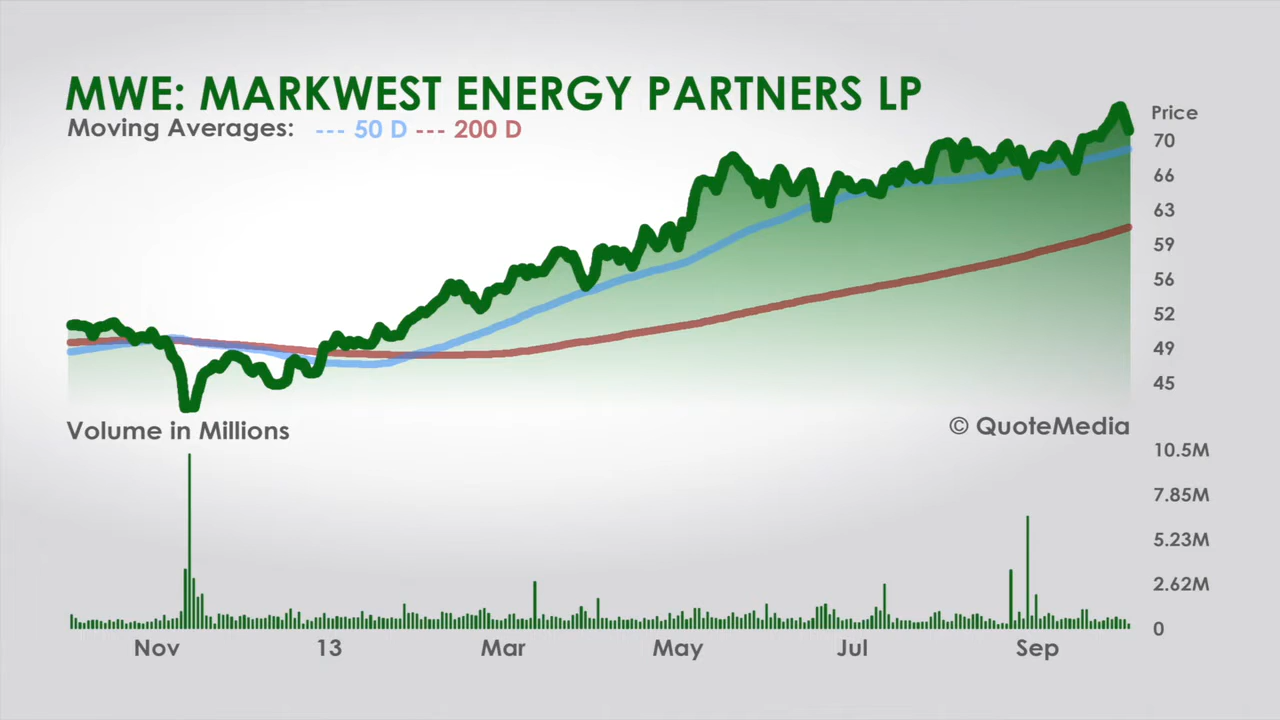 MWE: MARKWEST ENERGY PARTNERS LP
Moving Averages: --- 50 D --- 200 D
Price
70
66
63
59
56
52
49
45
Volume in Millions
© QuoteMedia
10.5M
7.85M
5.23M
2.62M
0
Nov 13 Mar May Jul Sep